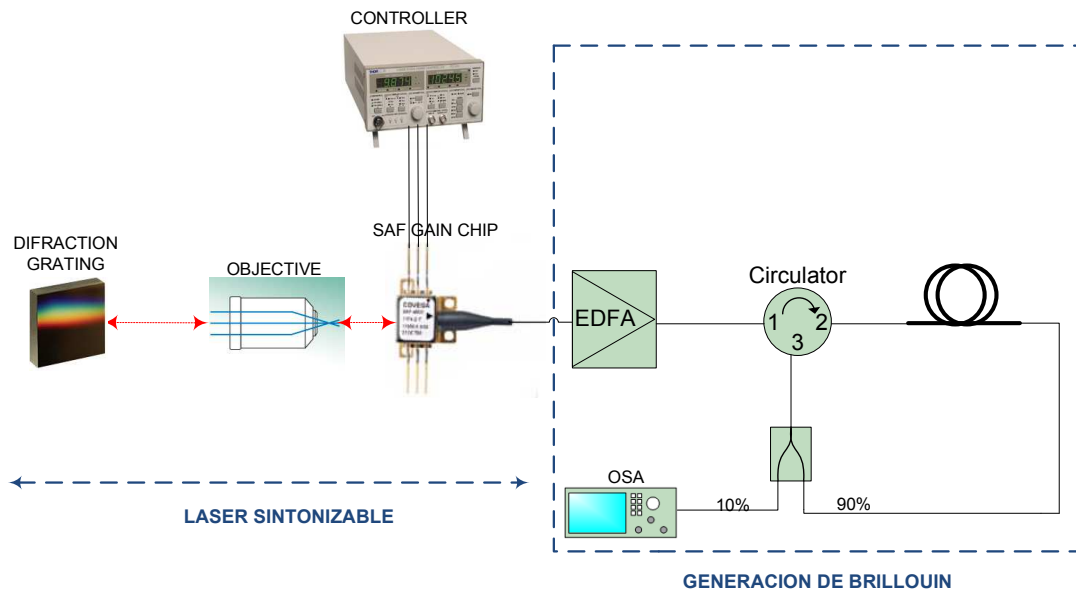 CONTROLLER
SAF GAIN CHIP
DIFRACTION
GRATING
OBJECTIVE
COVEGA
EDFA
Circulator
1
2
3
OSA
10%
90%
LASER SINTONIZABLE
GENERACION DE BRILLOUIN